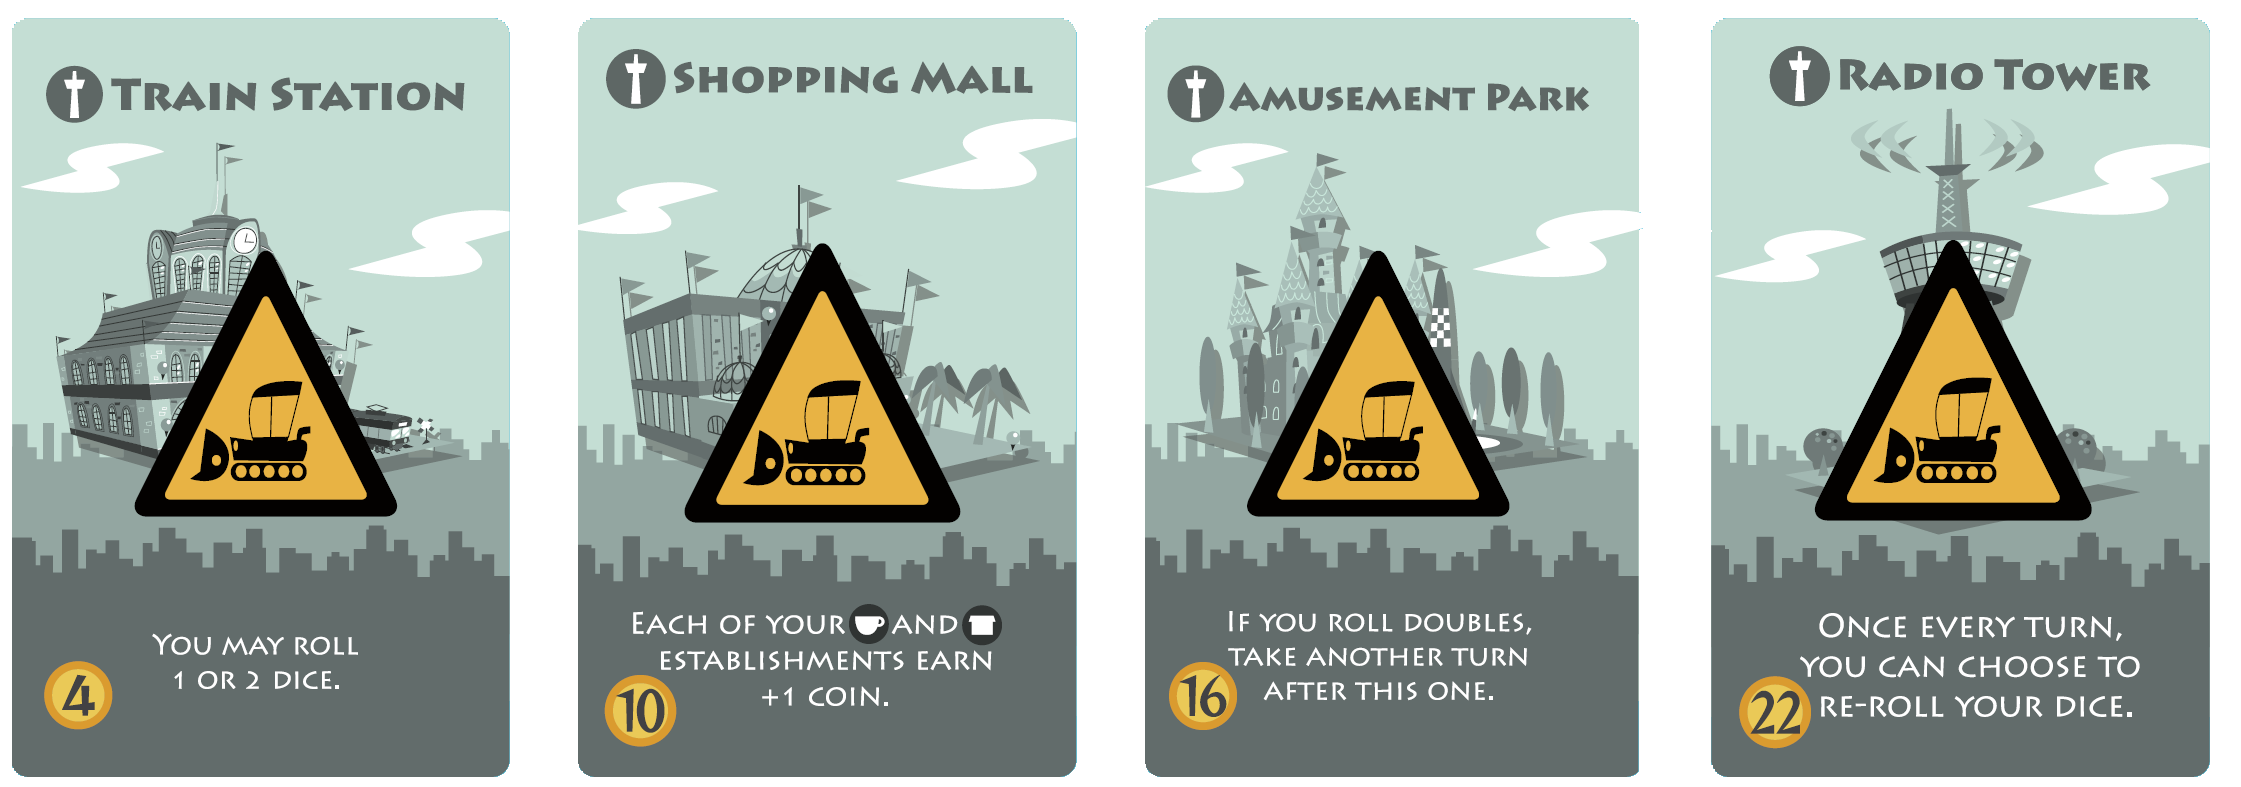 Train Station
You may roll
1 or 2 dice.
4
Shopping Mall
Each of your and
establishments earn
+1 coin.
10
Amusement Park
If you roll doubles,
take another turn
after this one.
16
Radio Tower
Once every turn,
you can choose to
re-roll your dice.
22